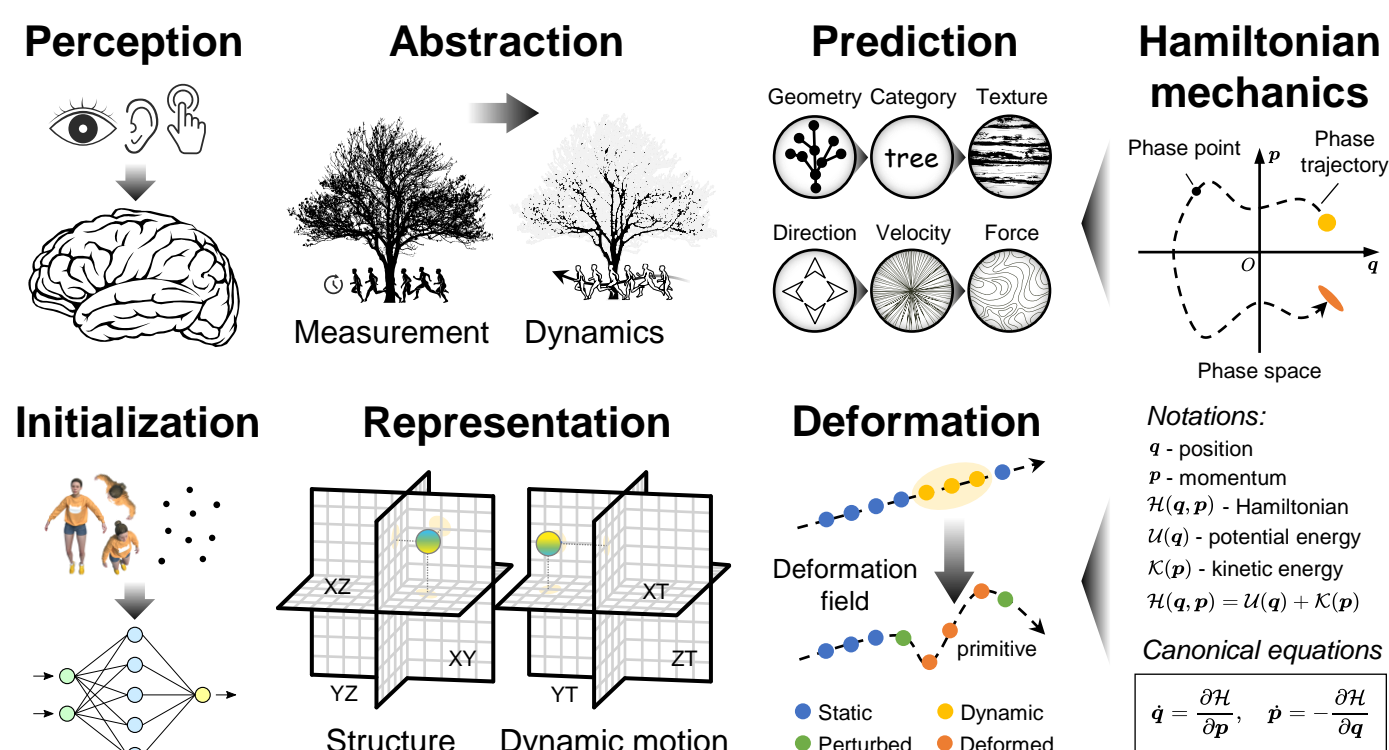 Perception
Abstraction
Prediction
Hamiltonian
mechanics
Geometry Category Texture
tree
Direction Velocity Force
Measurement Dynamics
Phase point
p
Phase
trajectory
O
q
Phase space
Initialization
Representation
XZ
XY
YZ
XT
ZT
YT
Structure Dynamic motion
Deformation
Deformation
field
primitive
Static Dynamic
Perturbed Deformed
Notations:
q - position
p - momentum
ℋ(q, p) - Hamiltonian
𝒰(q) - potential energy
𝒦(p) - kinetic energy
ℋ(q, p) = 𝒰(q) + 𝒦(p)
Canonical equations
q̇ = ∂ℋ/∂p, ṗ = −∂ℋ/∂q